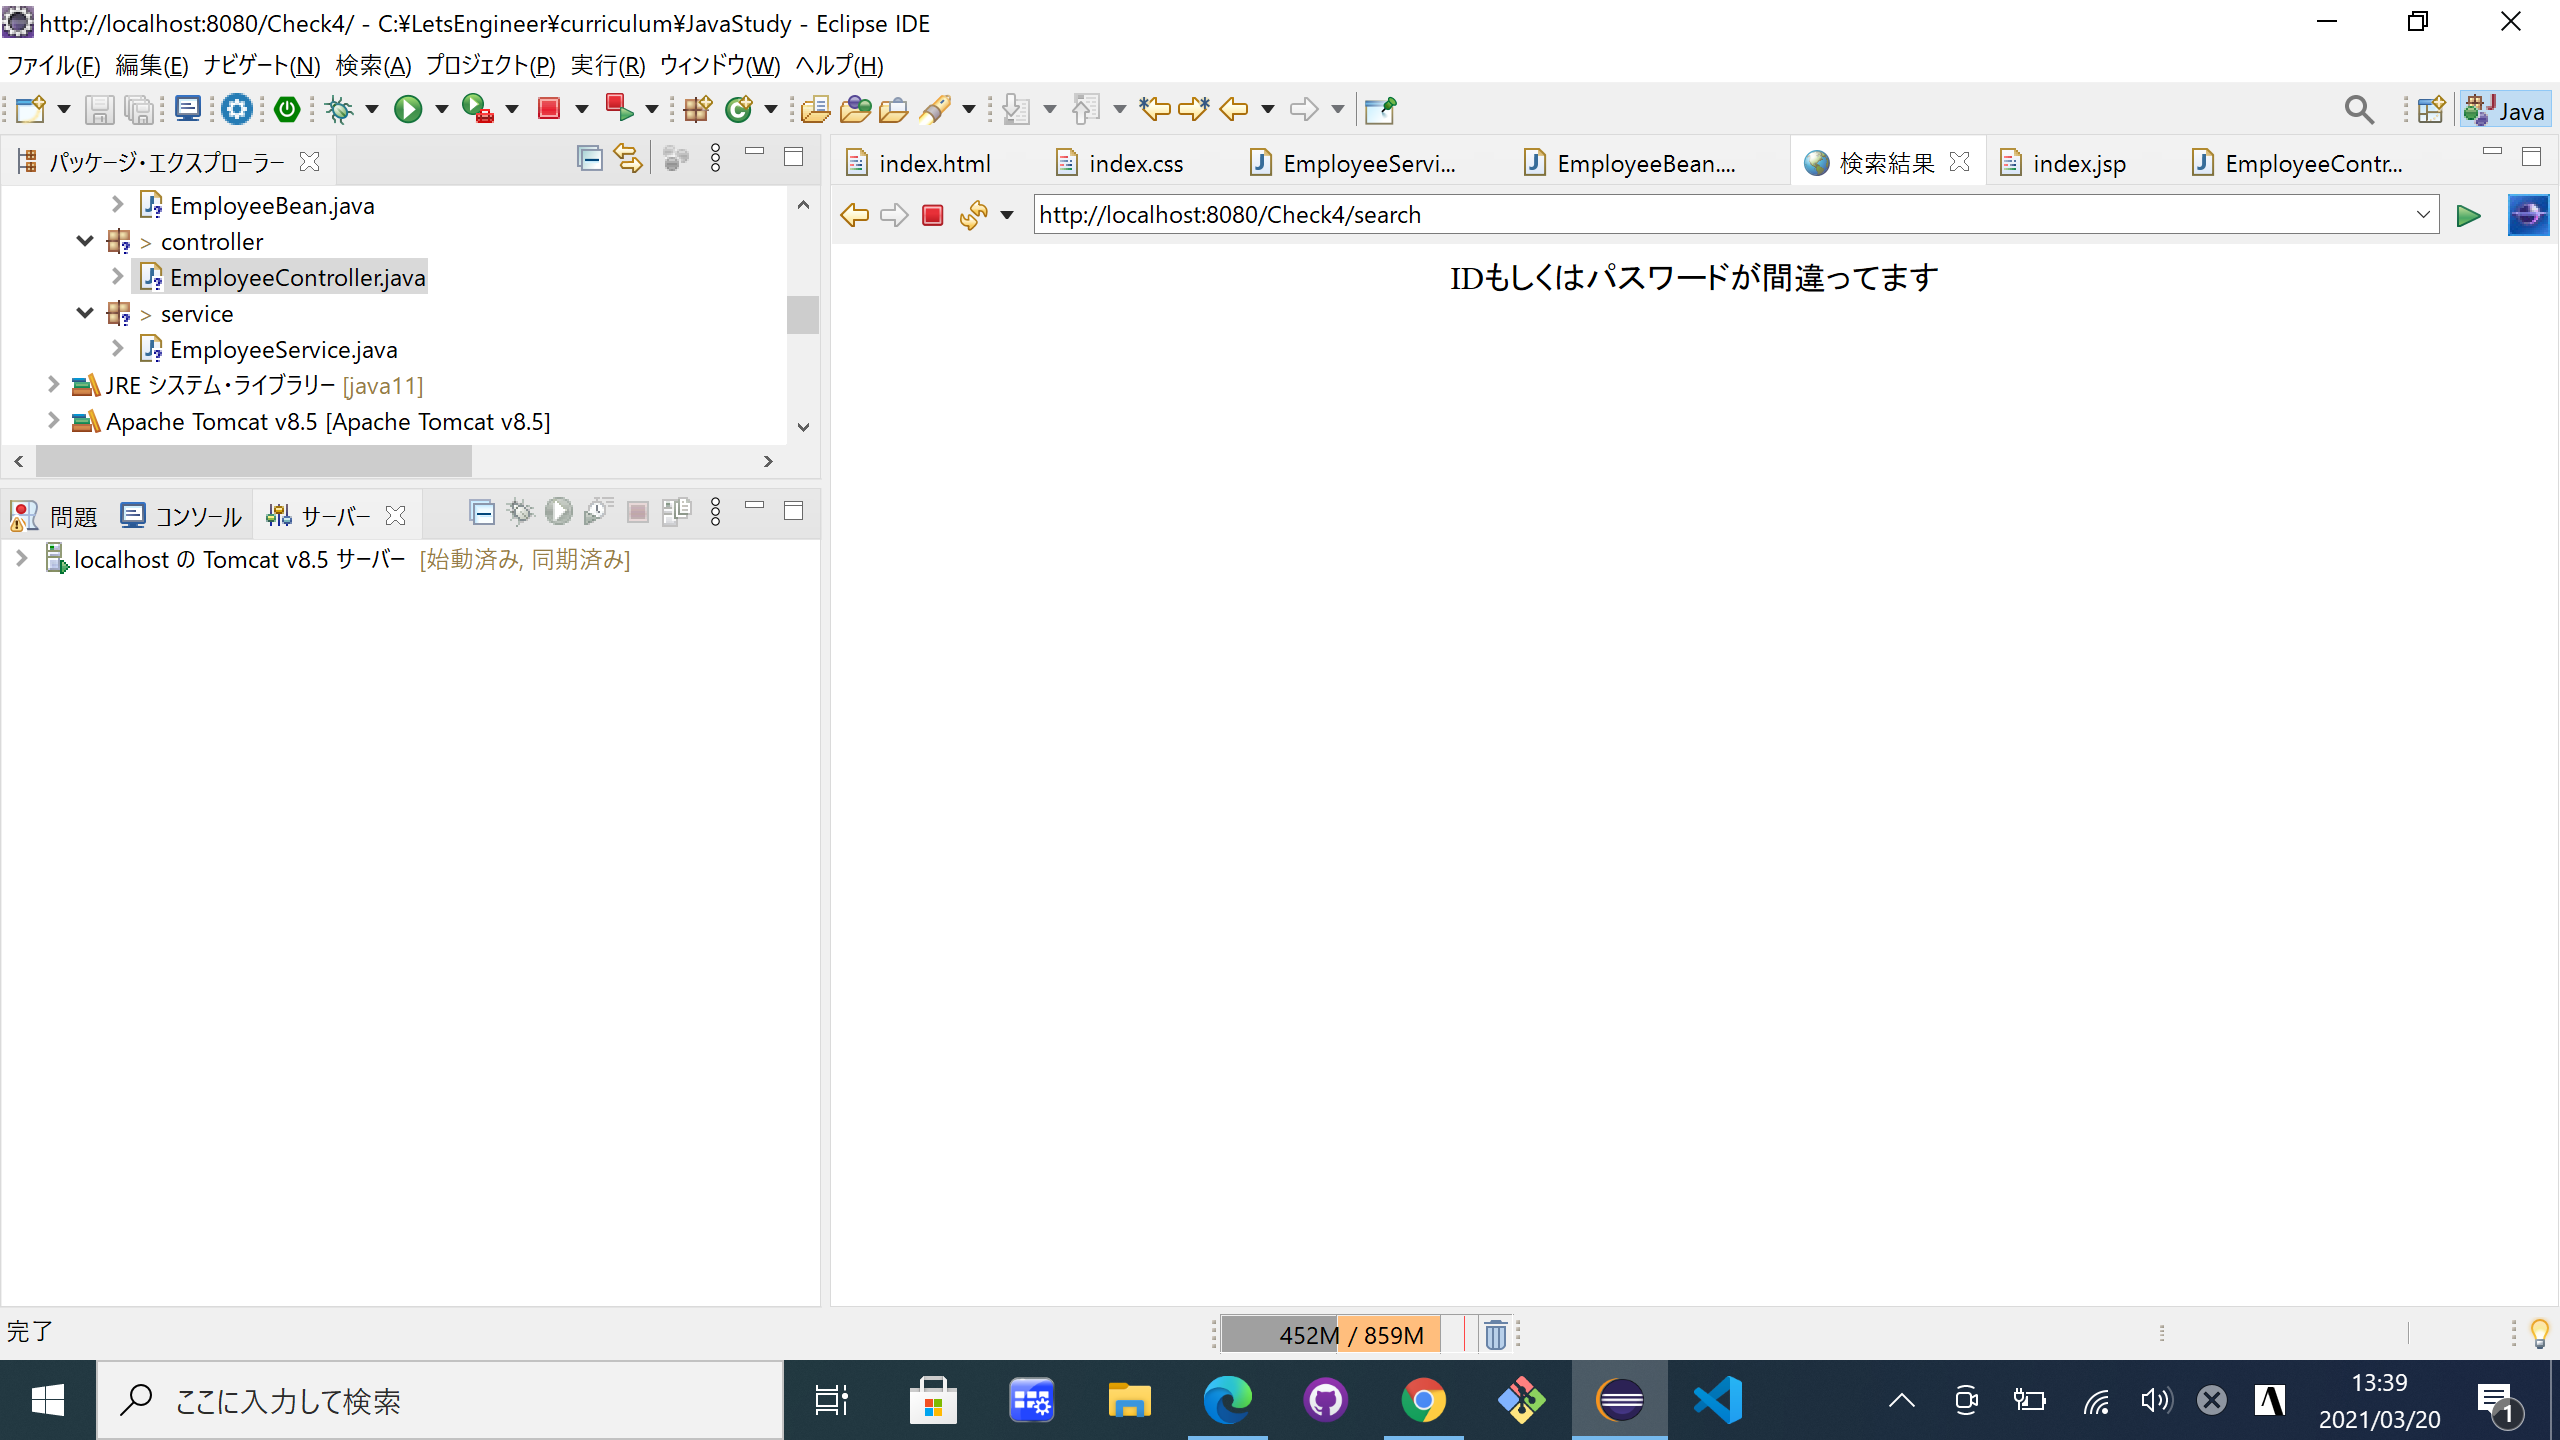 http://localhost:8080/Check4/ - C:¥LetsEngineer¥curriculum¥JavaStudy - Eclipse IDE
ファイル(F) 編集(E) ナビゲート(N) 検索(A) プロジェクト(P) 実行(R) ウィンドウ(W) ヘルプ(H)
Java
パッケージ・エクスプローラー
index.html
index.css
EmployeeServi...
EmployeeBean....
検索結果
index.jsp
EmployeeContr...
http://localhost:8080/Check4/search
EmployeeBean.java
> controller
EmployeeController.java
> service
EmployeeService.java
JRE システム・ライブラリー [java11]
Apache Tomcat v8.5 [Apache Tomcat v8.5]
IDもしくはパスワードが間違ってます
問題
コンソール
サーバー
localhost の Tomcat v8.5 サーバー [始動済み, 同期済み]
完了
452M / 859M
ここに入力して検索
13:39
2021/03/20
1